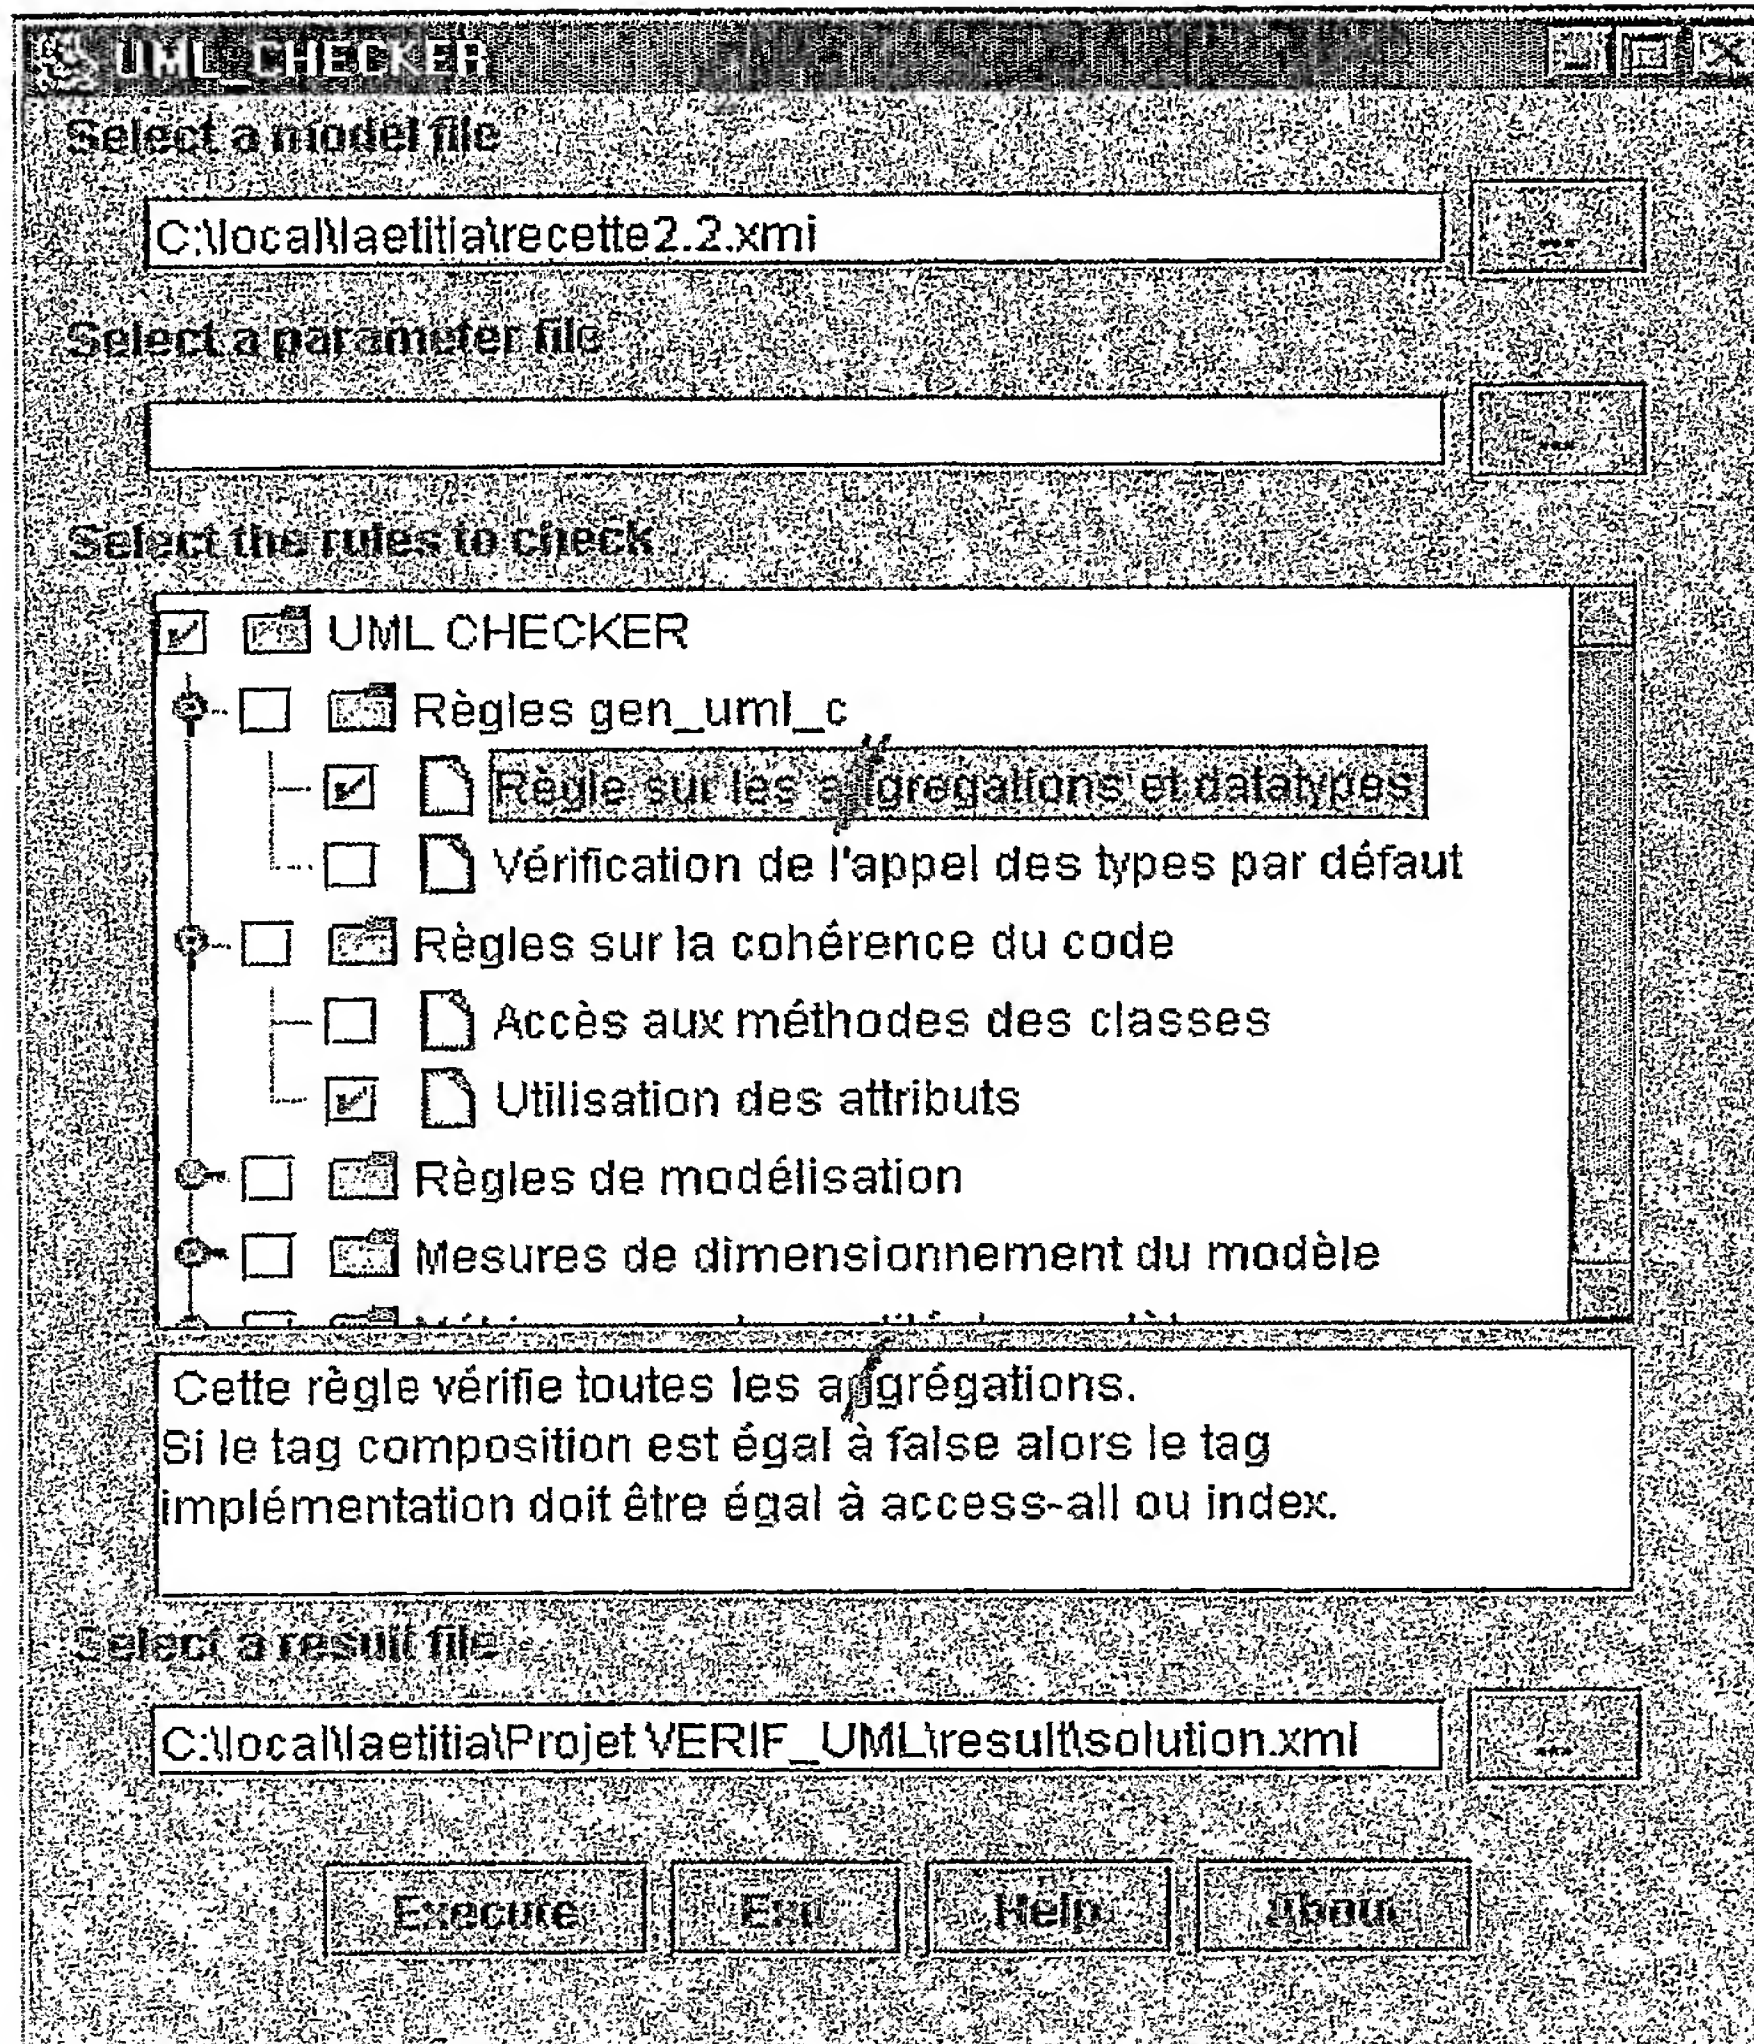 UML_CHECKER
Select a model file
C:\local\laetitia\recette2.2.xmi
...
Select a parameter file
...
Select the rules to check
UML CHECKER
Règles gen_uml_c
Règle sur les aggregations et datatypes
Vérification de l'appel des types par défaut
Règles sur la cohérence du code
Accès aux méthodes des classes
Utilisation des attributs
Règles de modélisation
Mesures de dimensionnement du modèle
Cette règle vérifie toutes les aggrégations.
Si le tag composition est égal à false alors le tag
implémentation doit être égal à access-all ou index.
Select a result file
C:\local\laetitia\Projet VERIF_UML\result\solution.xml
...
Execute Exit Help About